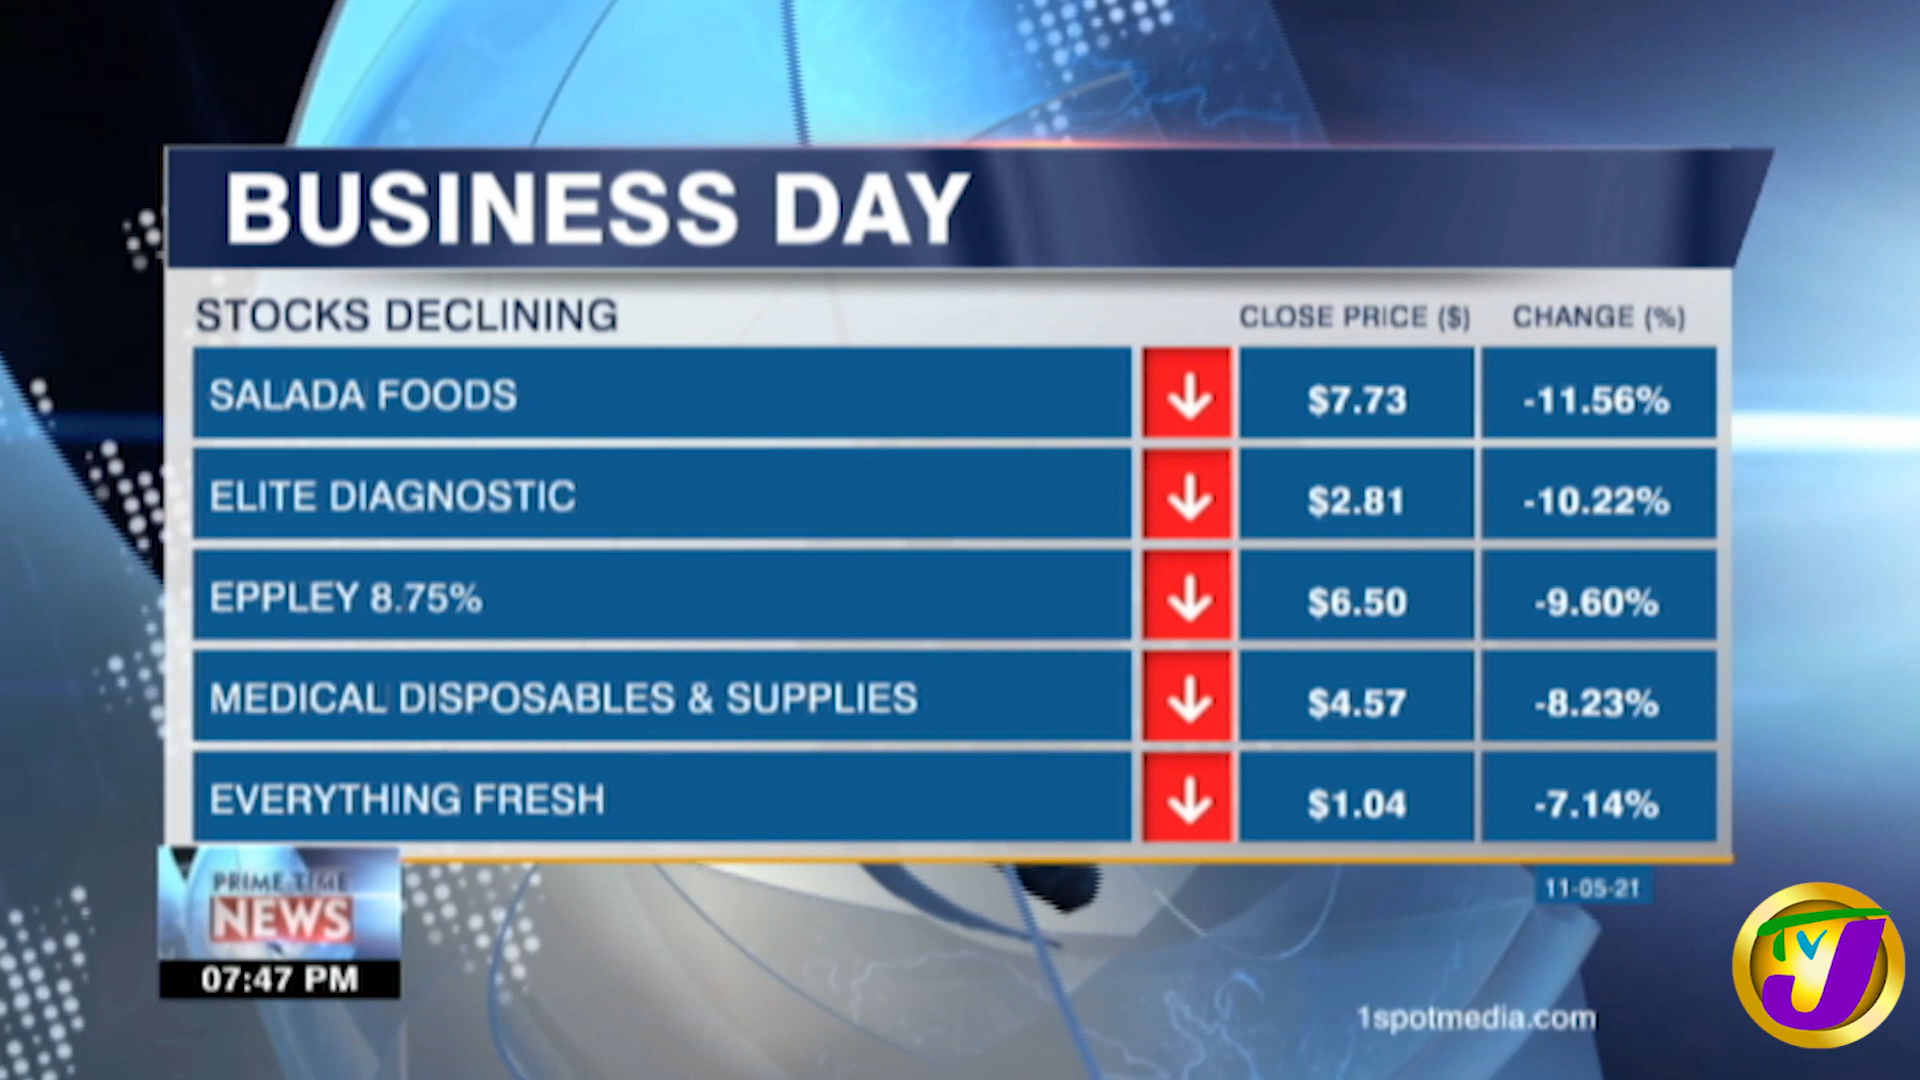 BUSINESS DAY
STOCKS DECLINING CLOSE PRICE ($) CHANGE (%)
SALADA FOODS $7.73 -11.56%
ELITE DIAGNOSTIC $2.81 -10.22%
EPPLEY 8.75% $6.50 -9.60%
MEDICAL DISPOSABLES & SUPPLIES $4.57 -8.23%
EVERYTHING FRESH $1.04 -7.14%
PRIME TIME
NEWS
07:47 PM
11-05-21
1spotmedia.com
TVJ